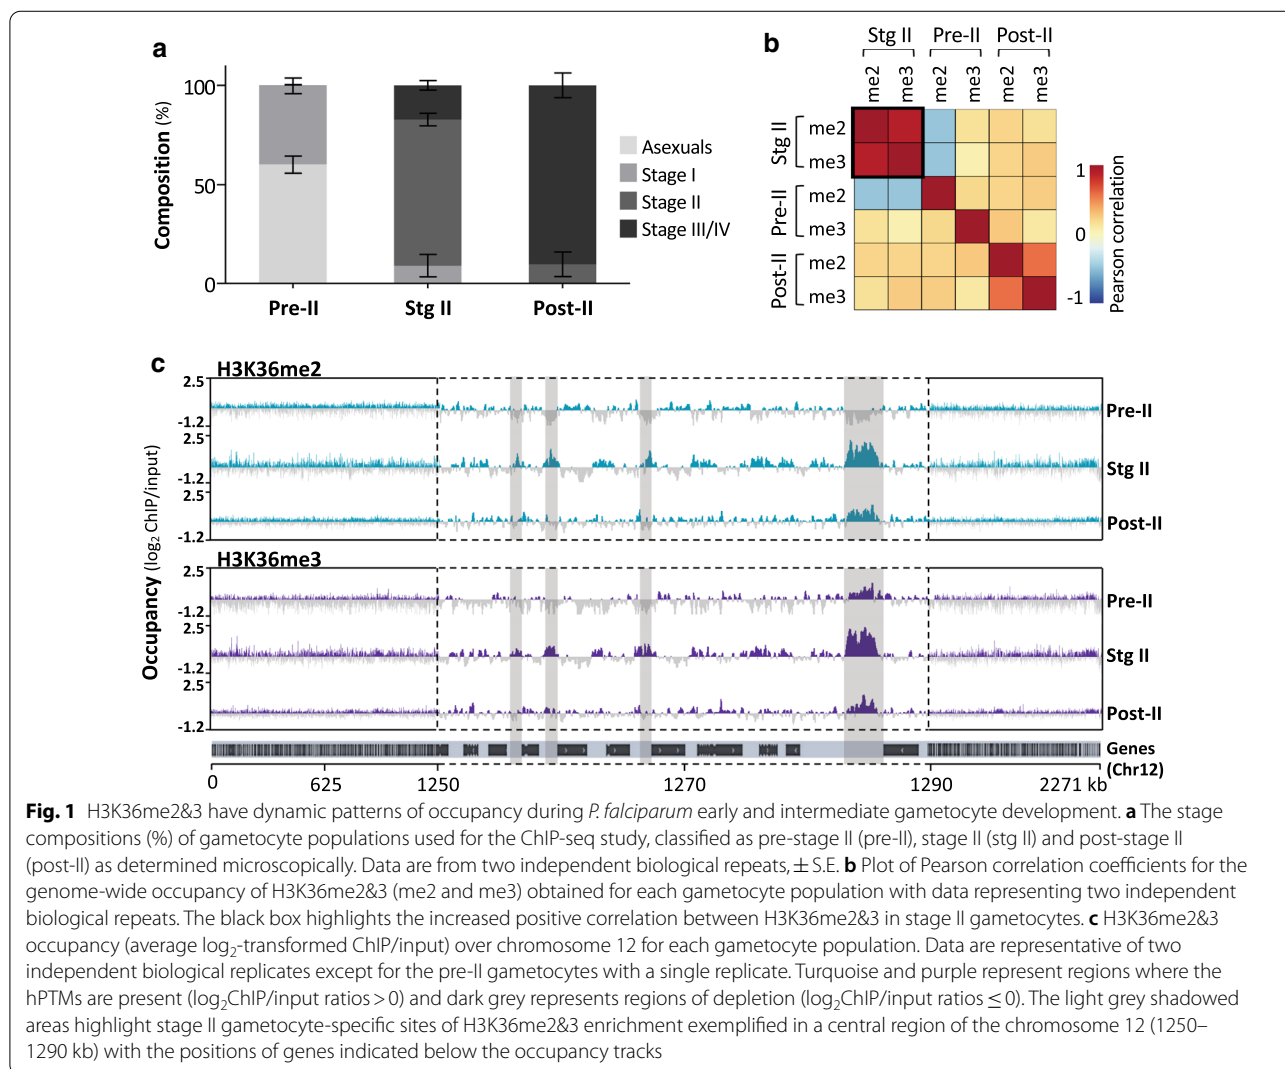 a
100
50
0
Composition (%)
Pre-II
Stg II
Post-II
Asexuals
Stage I
Stage II
Stage III/IV
b
Stg II
Pre-II
Post-II
me2
me3
me2
me3
me2
me3
Stg II
me2
me3
Pre-II
me2
me3
Post-II
me2
me3
1
0
-1
Pearson correlation
c
H3K36me2
2.5
-1.2
Pre-II
2.5
-1.2
Stg II
2.5
-1.2
Post-II
Occupancy (log2 ChIP/input)
H3K36me3
2.5
-1.2
Pre-II
2.5
-1.2
Stg II
2.5
-1.2
Post-II
Genes
(Chr12)
0 625 1250 1270 1290 2271 kb
Fig. 1 H3K36me2&3 have dynamic patterns of occupancy during P. falciparum early and intermediate gametocyte development. a The stage
compositions (%) of gametocyte populations used for the ChIP-seq study, classified as pre-stage II (pre-II), stage II (stg II) and post-stage II
(post-II) as determined microscopically. Data are from two independent biological repeats, ± S.E. b Plot of Pearson correlation coefficients for the
genome-wide occupancy of H3K36me2&3 (me2 and me3) obtained for each gametocyte population with data representing two independent
biological repeats. The black box highlights the increased positive correlation between H3K36me2&3 in stage II gametocytes. c H3K36me2&3
occupancy (average log2-transformed ChIP/input) over chromosome 12 for each gametocyte population. Data are representative of two
independent biological replicates except for the pre-II gametocytes with a single replicate. Turquoise and purple represent regions where the
hPTMs are present (log2ChIP/input ratios > 0) and dark grey represents regions of depletion (log2ChIP/input ratios ≤ 0). The light grey shadowed
areas highlight stage II gametocyte-specific sites of H3K36me2&3 enrichment exemplified in a central region of the chromosome 12 (1250–
1290 kb) with the positions of genes indicated below the occupancy tracks